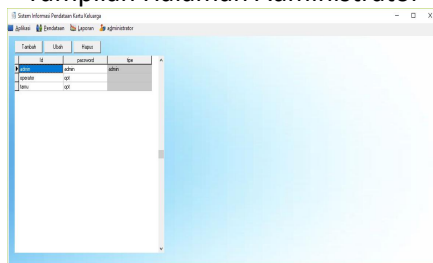 Tampilan Halaman Administrator
Sistem Informasi Pendataan Kartu Keluarga
Aplikasi Pendataan Laporan administrator
Tambah Ubah Hapus
Id password tipe
admin admin admin
operator opt
tamu opt